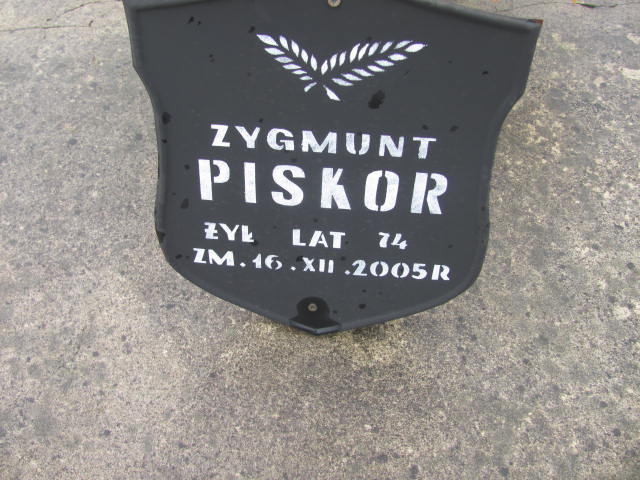 ZYGMUNT
PISKOR
ŻYŁ LAT 74
ZM. 16. XII. 2005R